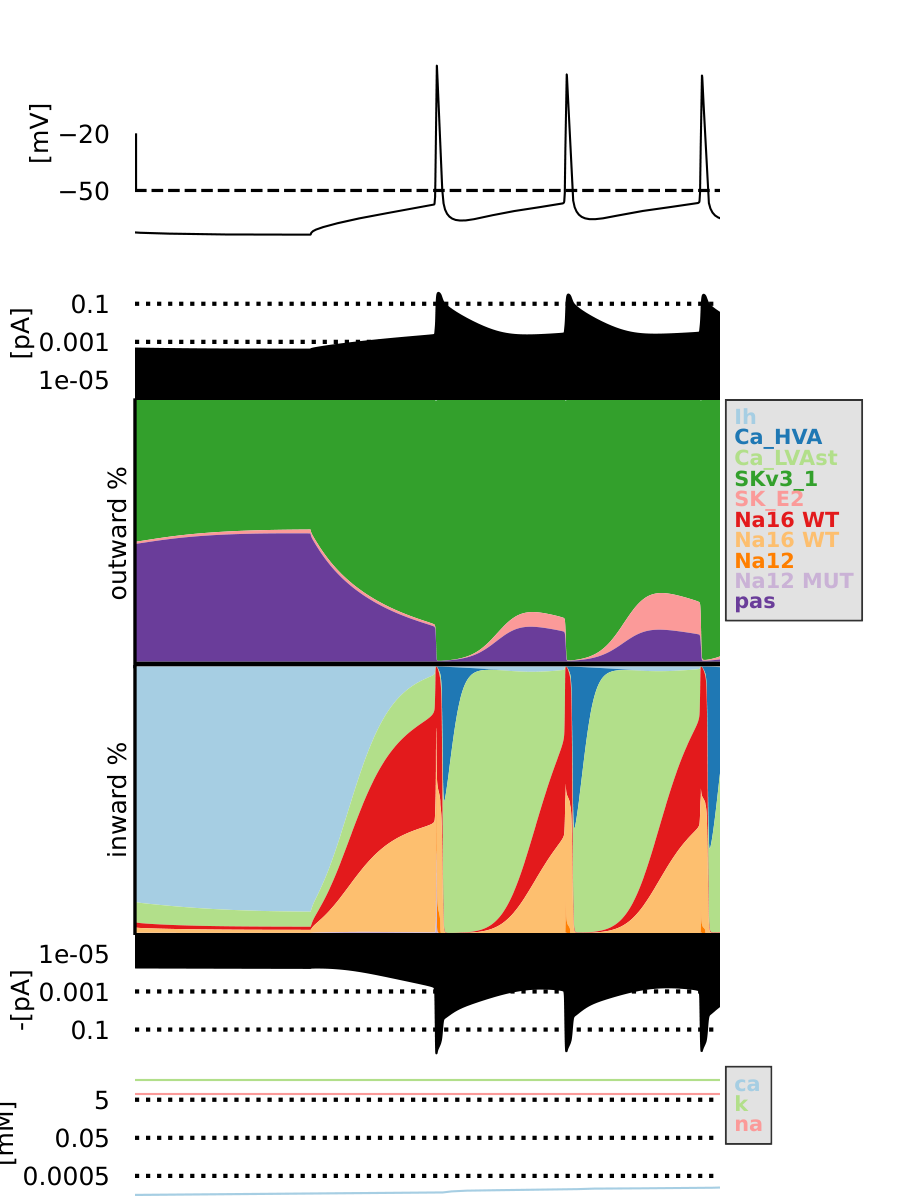 [mV]
−20
−50
[pA]
0.1
0.001
1e-05
outward %
Ih
Ca_HVA
Ca_LVAst
SKv3_1
SK_E2
Na16 WT
Na16 WT
Na12
Na12 MUT
pas
inward %
-[pA]
1e-05
0.001
0.1
[mM]
5
0.05
0.0005
ca
k
na